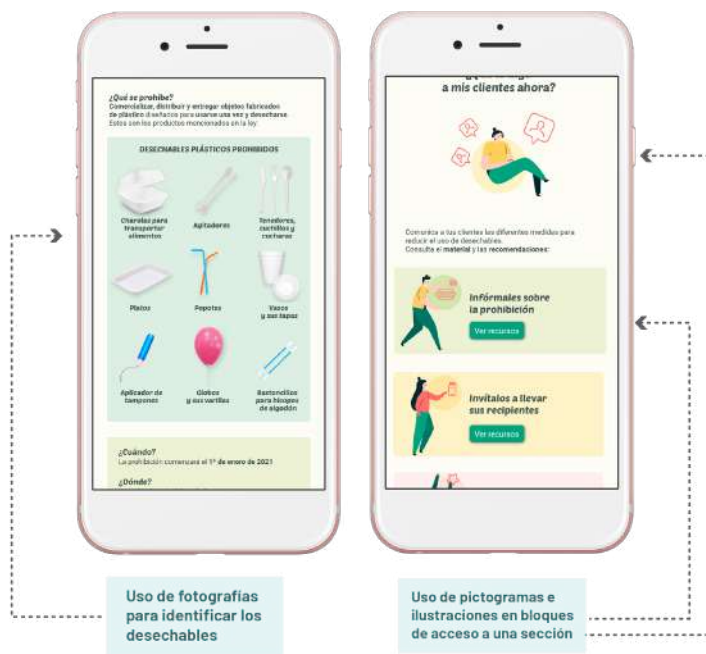 ¿Qué se prohíbe?
Comercializar, distribuir y entregar objetos fabricados
de plástico diseñados para usarse una vez y desecharse.
Estos son los productos mencionados en la ley:
DESECHABLES PLÁSTICOS PROHIBIDOS
Charolas para
transportar
alimentos
Agitadores
Tenedores,
cuchillos y
cucharas
Platos
Popotes
Vasos
y sus tapas
Aplicador de
tampones
Globos
y sus varillas
Bastoncillos
para hisopos
de algodón
¿Cuándo?
La prohibición comenzará el 1º de enero de 2021
¿Dónde?
a mis clientes ahora?
Comunica a tus clientes las diferentes medidas para
reducir el uso de desechables.
Consulta el material y las recomendaciones:
Infórmales sobre
la prohibición
Ver recursos
Invítalos a llevar
sus recipientes
Ver recursos
Uso de fotografías
para identificar los
desechables
Uso de pictogramas e
ilustraciones en bloques
de acceso a una sección